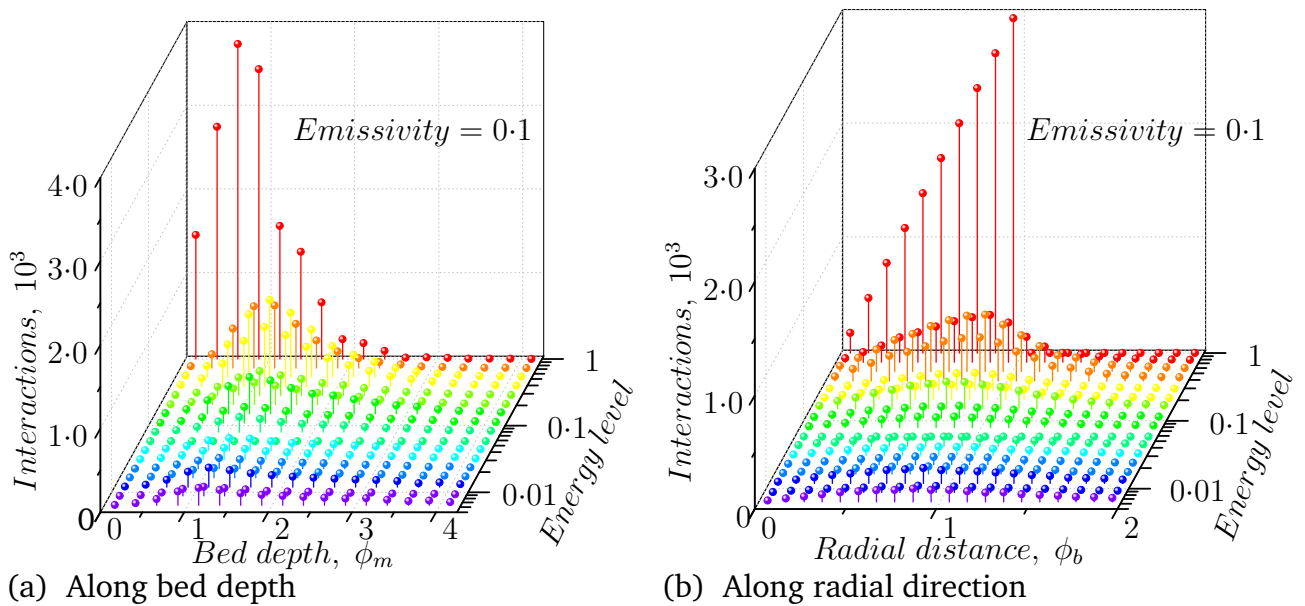 Emissivity = 0·1
4·0
3.0
2.0
1.0
0
Interactions, 10³
0 1 2 3 4
Bed depth, ϕₘ
1
0·1
0·01
Energy level
(a) Along bed depth
Emissivity = 0·1
3.0
2.0
1.0
0
Interactions, 10³
0 1 2
Radial distance, ϕ_b
1
0·1
0·01
Energy level
(b) Along radial direction